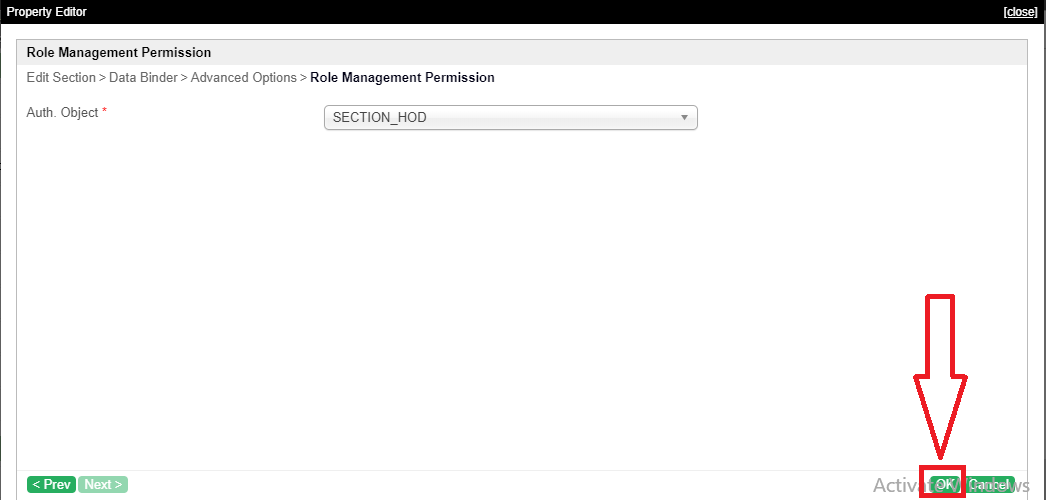 Property Editor [close]
Role Management Permission
Edit Section > Data Binder > Advanced Options > Role Management Permission
Auth. Object * SECTION_HOD
< Prev Next > OK Cancel
Activate Windows